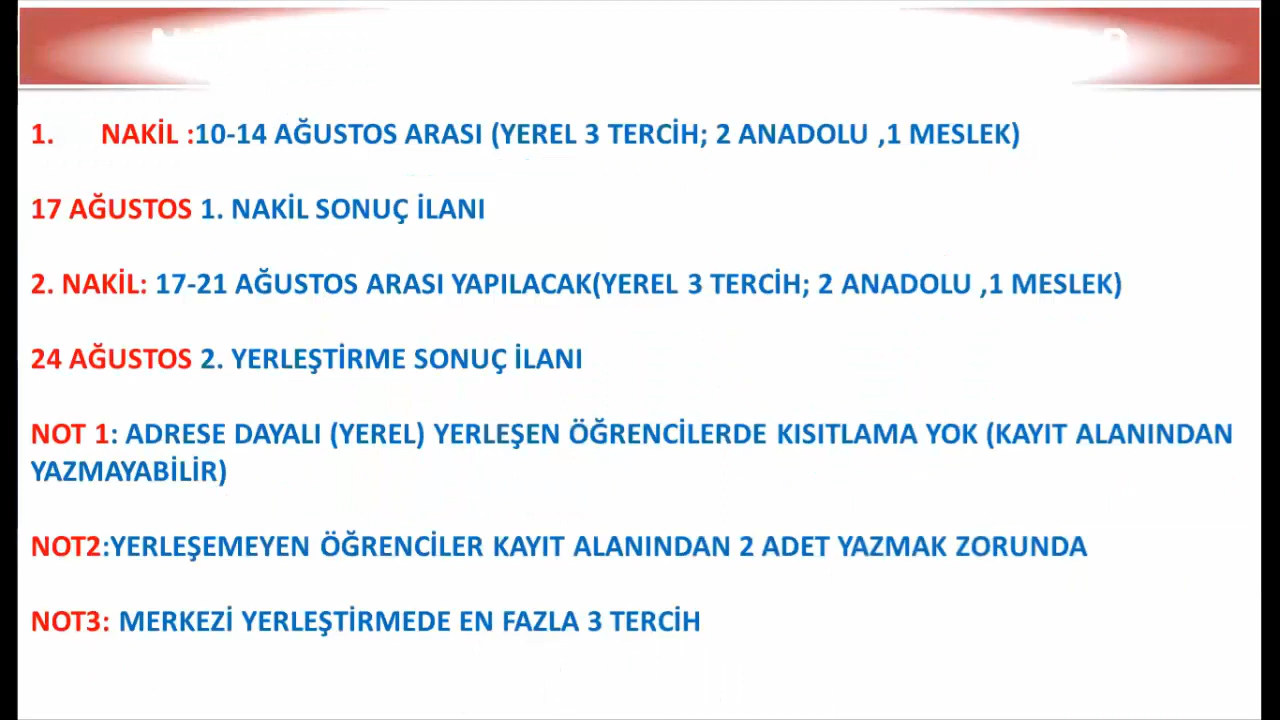 1. NAKİL :10-14 AĞUSTOS ARASI (YEREL 3 TERCİH; 2 ANADOLU ,1 MESLEK)
17 AĞUSTOS 1. NAKİL SONUÇ İLANI
2. NAKİL: 17-21 AĞUSTOS ARASI YAPILACAK(YEREL 3 TERCİH; 2 ANADOLU ,1 MESLEK)
24 AĞUSTOS 2. YERLEŞTİRME SONUÇ İLANI
NOT 1: ADRESE DAYALI (YEREL) YERLEŞEN ÖĞRENCİLERDE KISITLAMA YOK (KAYIT ALANINDAN
YAZMAYABİLİR)
NOT2:YERLEŞEMEYEN ÖĞRENCİLER KAYIT ALANINDAN 2 ADET YAZMAK ZORUNDA
NOT3: MERKEZİ YERLEŞTİRMEDE EN FAZLA 3 TERCİH